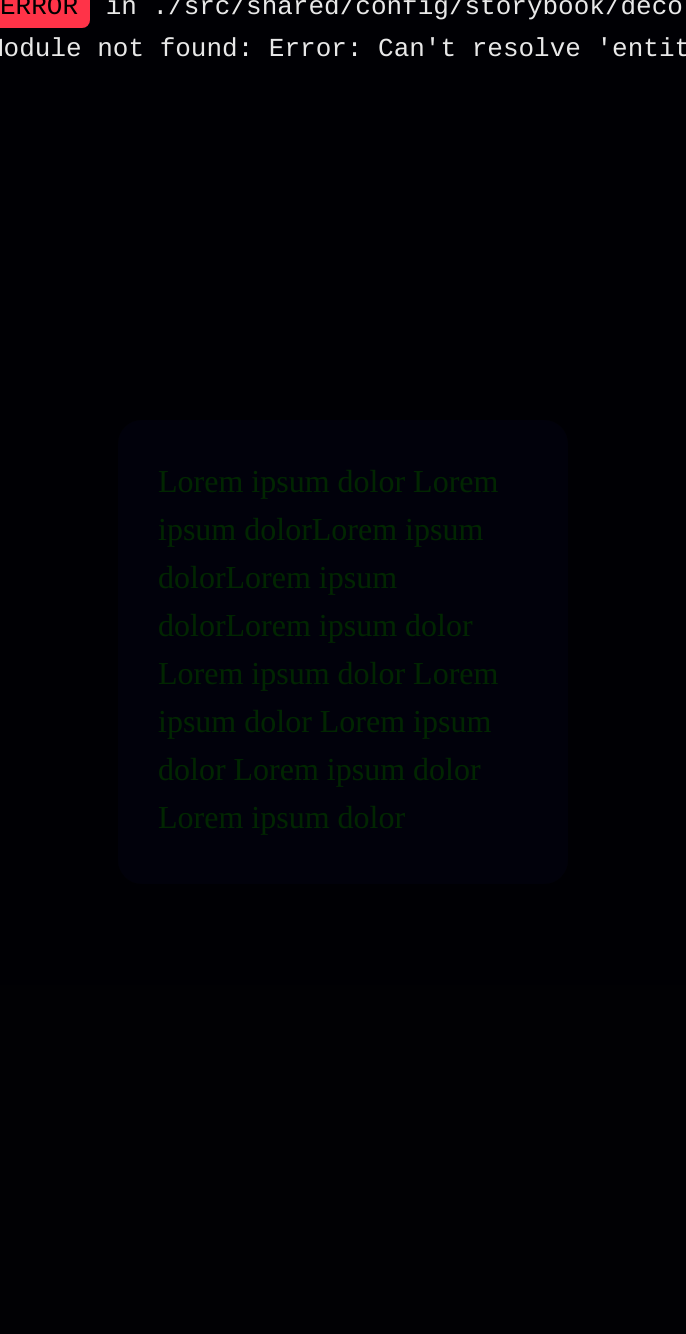 ERROR in ./src/shared/config/storybook/deco
Module not found: Error: Can't resolve 'entit
Lorem ipsum dolor Lorem
ipsum dolorLorem ipsum
dolorLorem ipsum
dolorLorem ipsum dolor
Lorem ipsum dolor Lorem
ipsum dolor Lorem ipsum
dolor Lorem ipsum dolor
Lorem ipsum dolor